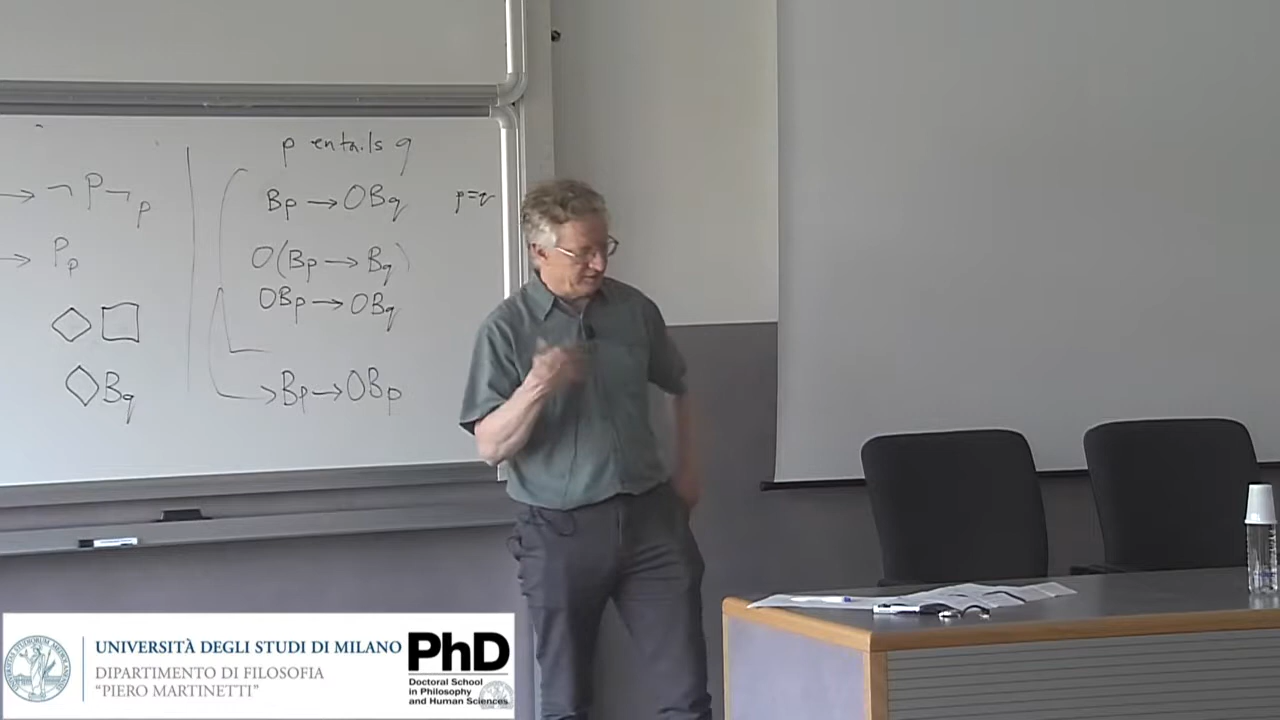 → ¬P¬p
→ Pp
◇□
◇Bq
p entails q
Bp → OBq
p=q
O(Bp → Bq)
OBp → OBq
→ Bp → OBp
UNIVERSITÀ DEGLI STUDI DI MILANO
DIPARTIMENTO DI FILOSOFIA
"PIERO MARTINETTI"
PhD
Doctoral School
in Philosophy
and Human Sciences